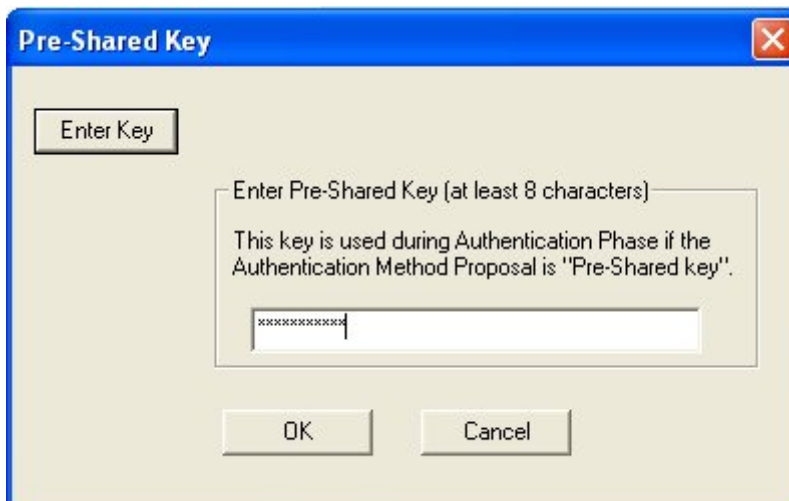 Pre-Shared Key
Enter Key
Enter Pre-Shared Key (at least 8 characters)
This key is used during Authentication Phase if the
Authentication Method Proposal is "Pre-Shared key".
***********
OK
Cancel